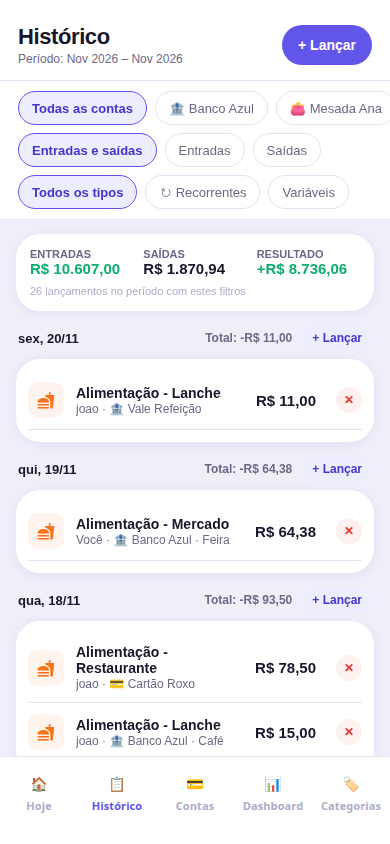 Histórico
Período: Nov 2026 – Nov 2026
+ Lançar
Todas as contas
Banco Azul
Mesada Ana
Entradas e saídas
Entradas
Saídas
Todos os tipos
Recorrentes
Variáveis
ENTRADAS
SAÍDAS
RESULTADO
R$ 10.607,00
R$ 1.870,94
+R$ 8.736,06
26 lançamentos no período com estes filtros
sex, 20/11
Total: -R$ 11,00
+ Lançar
Alimentação - Lanche
joao · Vale Refeição
R$ 11,00
qui, 19/11
Total: -R$ 64,38
+ Lançar
Alimentação - Mercado
Você · Banco Azul · Feira
R$ 64,38
qua, 18/11
Total: -R$ 93,50
+ Lançar
Alimentação -
Restaurante
joao · Cartão Roxo
R$ 78,50
Alimentação - Lanche
joao · Banco Azul · Café
R$ 15,00
Hoje
Histórico
Contas
Dashboard
Categorias